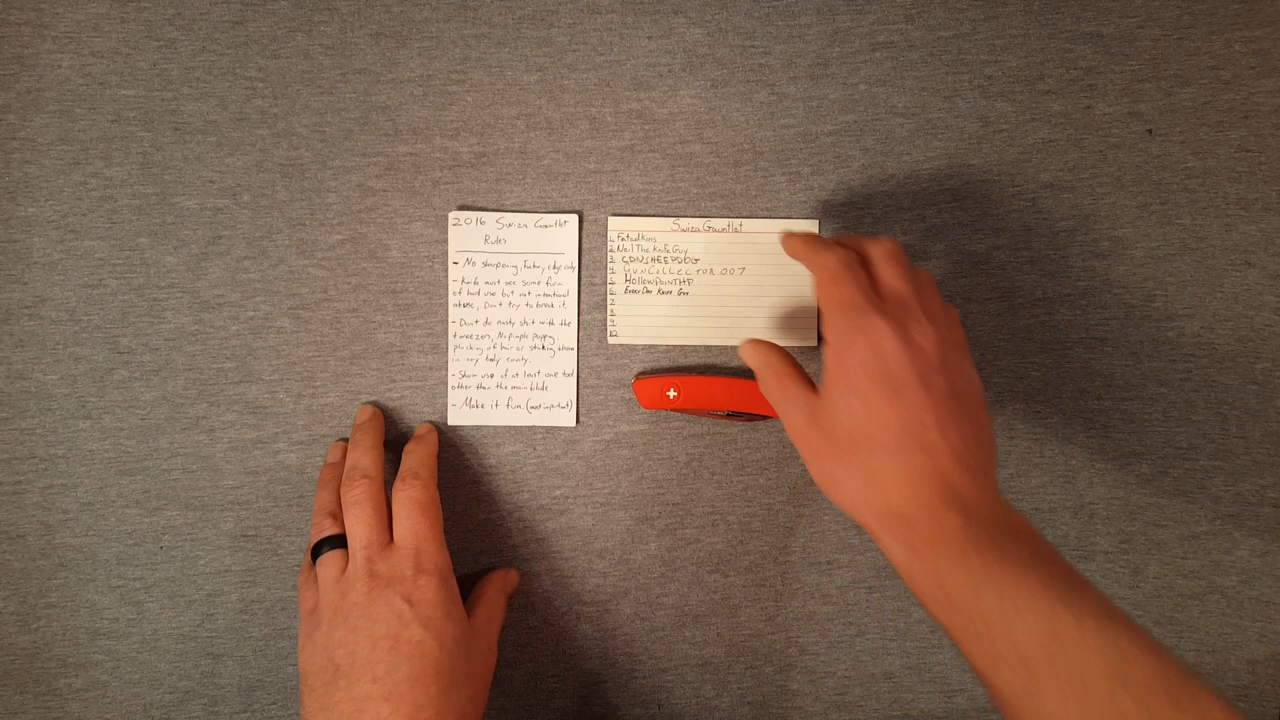 2016 Swiza Gauntlet
Rules
- No sharpening, Factory edge only
- Knife must see some form
of hard use but not intentional
abuse, Don't try to break it.
- Don't do nasty shit with the
tweezers, No pimple popping
plucking of hair or sticking them
in any body cavity.
- Show use of at least one tool
other than the main blade
- Make it fun. (most important)
Swiza Gauntlet
1. Fatadkins
2. Neil The Knife Guy
3 CDNSHEEPDOG
4 GunCollector 007
5 HollowPointHP
6 Every Day Knife Guy
7
8
9.
10.